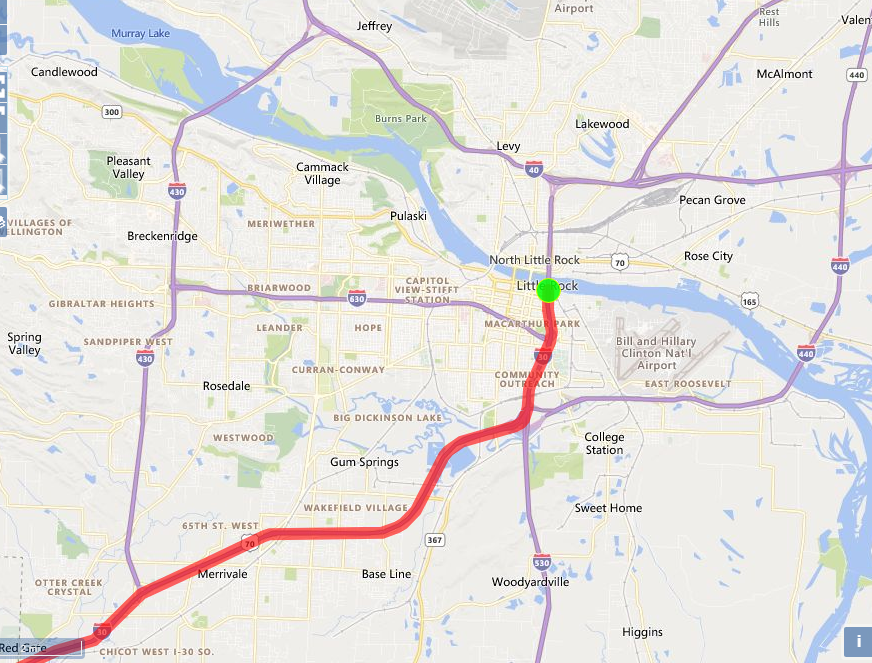 Airport
Rest
Hills
Jeffrey
Murray Lake
Candlewood
McAlmont
440
300
Burns Park
Lakewood
Levy
Pleasant
Valley
Cammack
Village
40
430
Pecan Grove
Pulaski
MERIWETHER
VILLAGES OF
Breckenridge
North Little Rock
70
Rose City
440
BRIARWOOD
CAPITOL
VIEW-STIFFT
STATION
630
165
GIBRALTAR HEIGHTS
LEANDER
HOPE
MACARTHUR PARK
Spring
Valley
SANDPIPER WEST
430
30
Bill and Hillary
Clinton Nat'l
Airport
440
CURRAN-CONWAY
COMMUNITY
OUTREACH
EAST ROOSEVELT
Rosedale
BIG DICKINSON LAKE
WESTWOOD
College
Station
Gum Springs
WAKEFIELD VILLAGE
Sweet Home
65TH ST. WEST
70
367
Merrivale
Base Line
530
Woodyardville
OTTER CREEK
CRYSTAL
30
Higgins
Red Gate
CHICOT WEST I-30 SO.
i